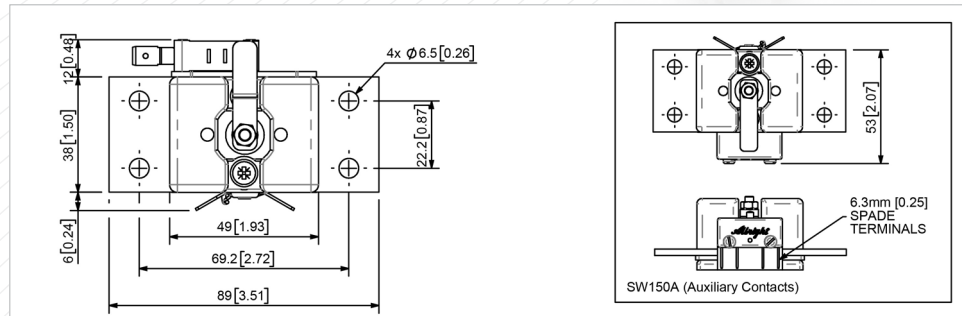 12[0.48]
4x Ø6.5[0.26]
38[1.50]
22.2[0.87]
6[0.24]
49[1.93]
69.2[2.72]
89[3.51]
53[2.07]
6.3mm [0.25]
SPADE
TERMINALS
Albright
SW150A (Auxiliary Contacts)